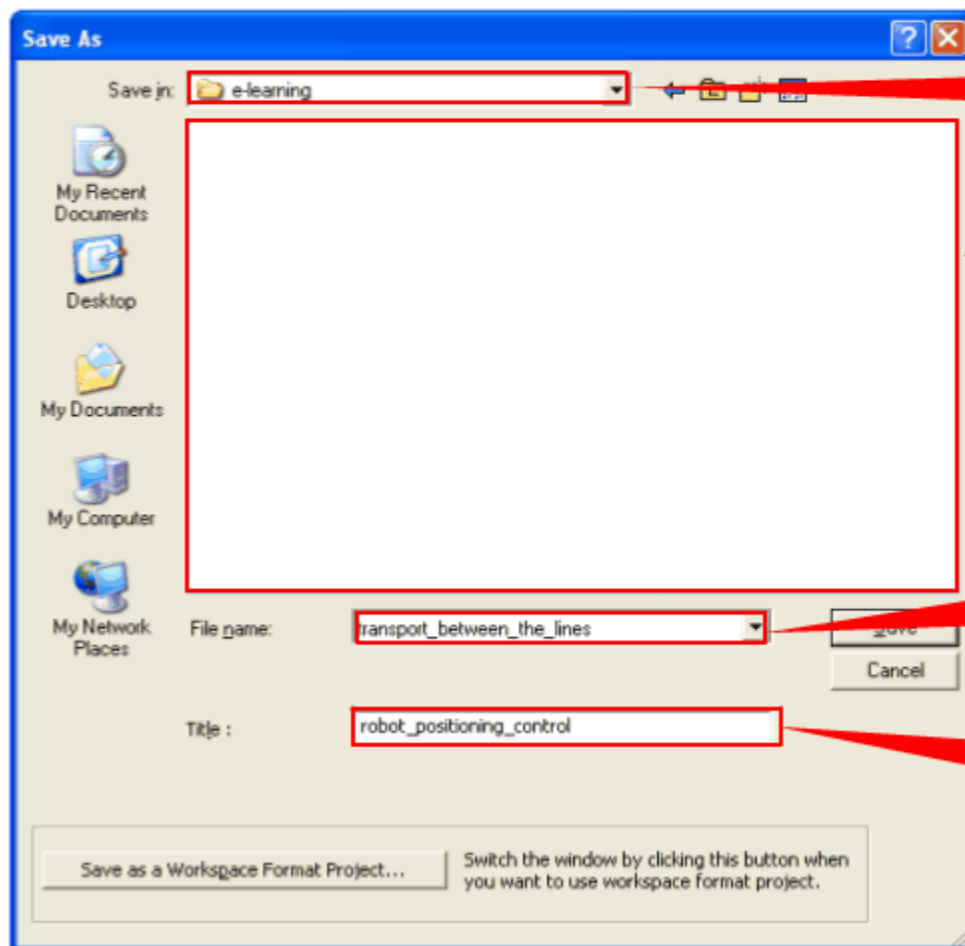 Save As
Save in: e-learning
My Recent
Documents
Desktop
My Documents
My Computer
My Network
Places
File name: transport_between_the_lines
Save
Cancel
Title : robot_positioning_control
Save as a Workspace Format Project...
Switch the window by clicking this button when
you want to use workspace format project.